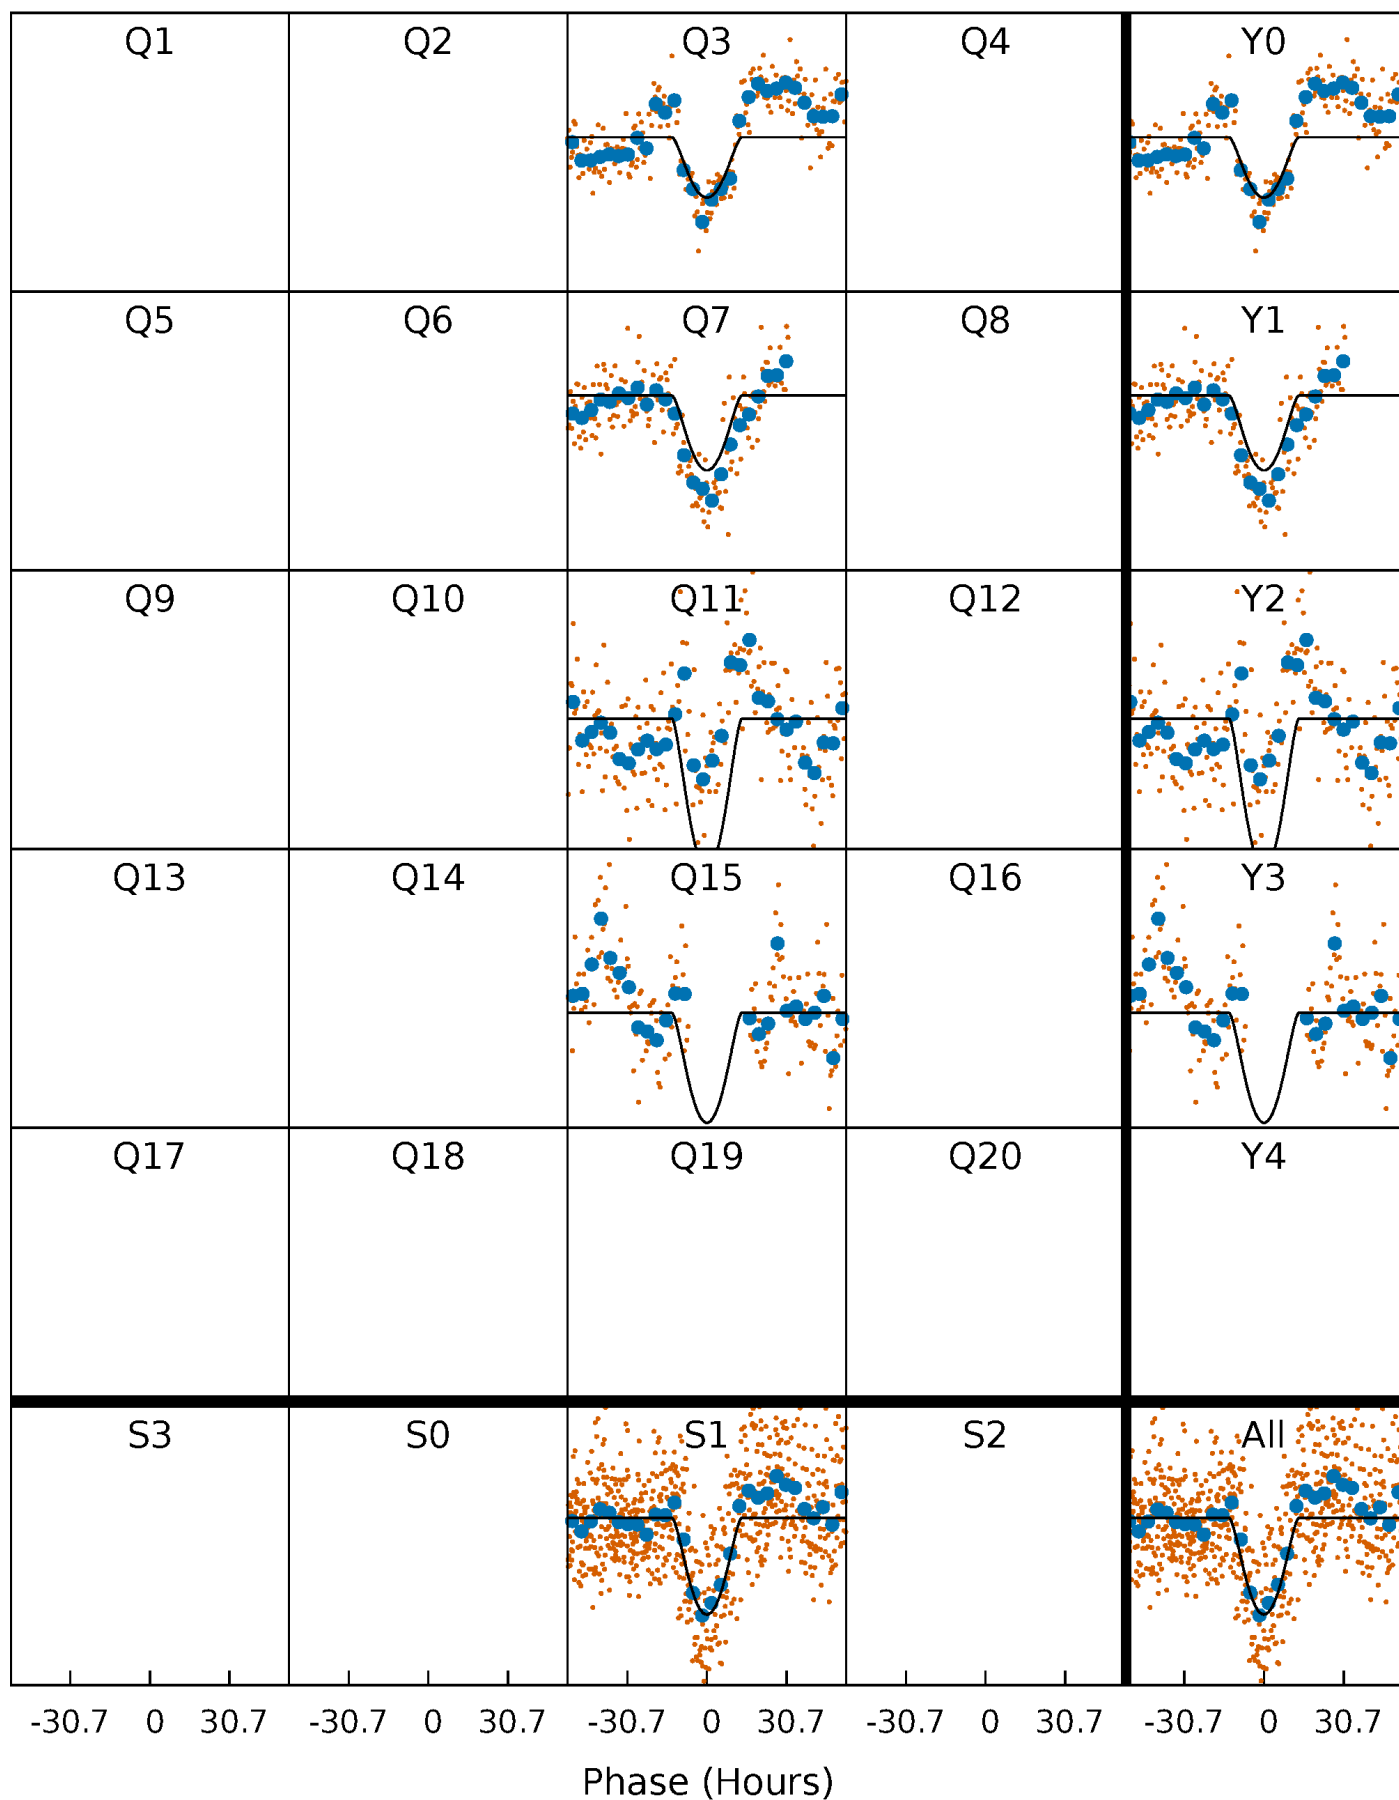 Q1 Q2 Q3 Q4 Y0
Q5 Q6 Q7 Q8 Y1
Q9 Q10 Q11 Q12 Y2
Q13 Q14 Q15 Q16 Y3
Q17 Q18 Q19 Q20 Y4
S3 S0 S1 S2 All
-30.7 0 30.7 -30.7 0 30.7 -30.7 0 30.7 -30.7 0 30.7 -30.7 0 30.7
Phase (Hours)